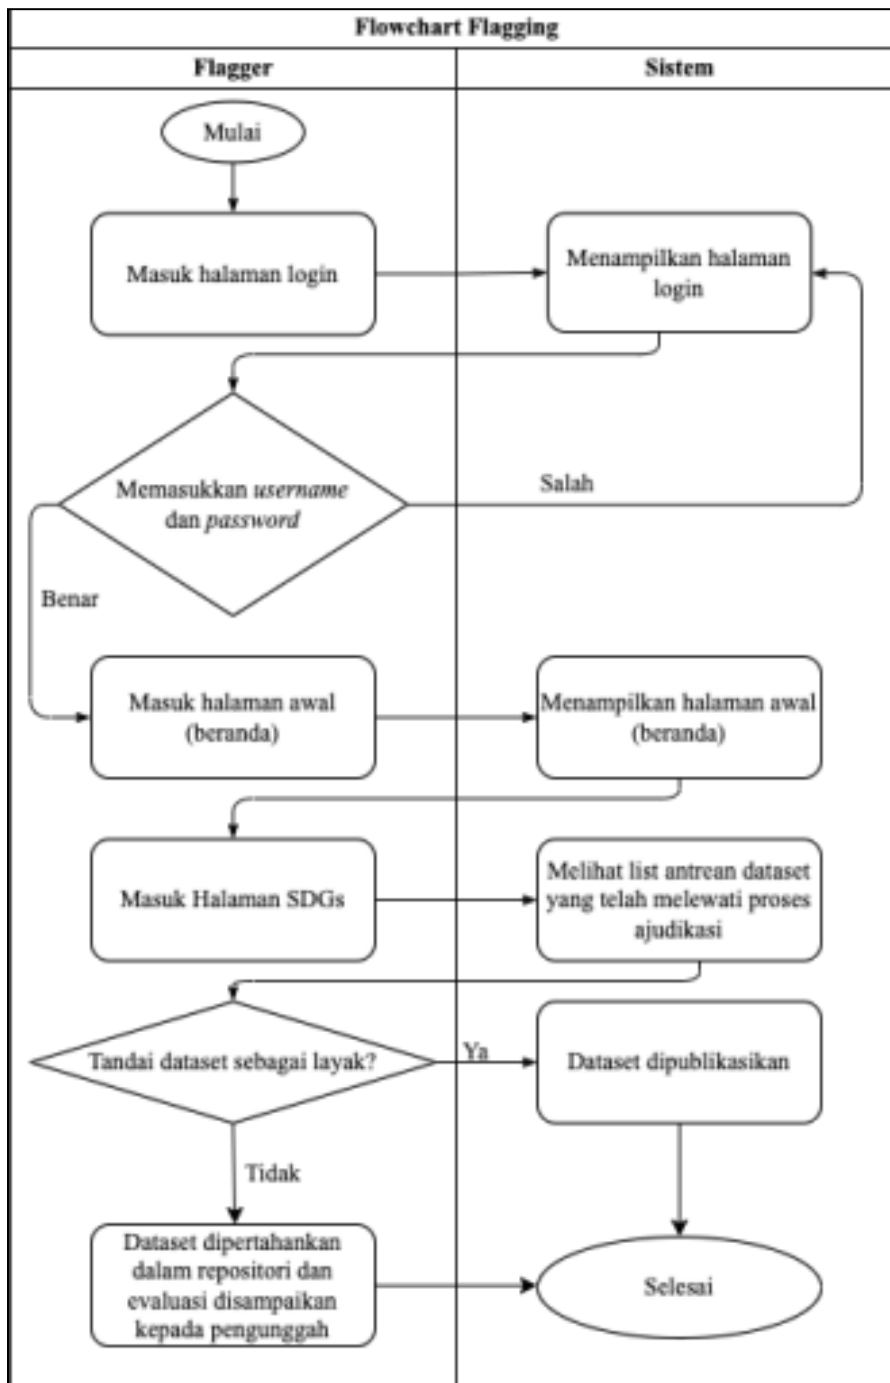 Flowchart Flagging
Flagger
Sistem
Mulai
Masuk halaman login
Menampilkan halaman
login
Memasukkan username
dan password
Salah
Benar
Masuk halaman awal
(beranda)
Menampilkan halaman awal
(beranda)
Masuk Halaman SDGs
Melihat list antrean dataset
yang telah melewati proses
ajudikasi
Tandai dataset sebagai layak?
Ya
Dataset dipublikasikan
Tidak
Dataset dipertahankan
dalam repositori dan
evaluasi disampaikan
kepada pengunggah
Selesai